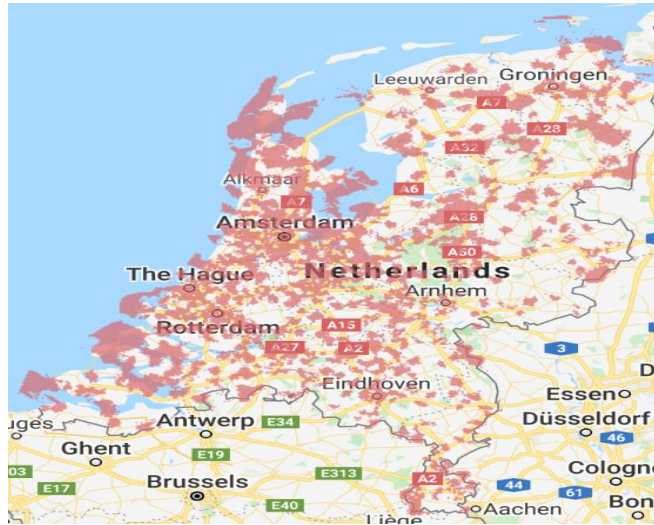 Leeuwarden
Groningen
A7
A28
A32
Alkmaar
A7
A6
Amsterdam
A28
A50
The Hague
Netherlands
Arnhem
Rotterdam
A15
A27
A2
3
Eindhoven
Essen
Antwerp
E34
Düsseldorf
46
Ghent
E19
E313
A2
Cologne
E17
Brussels
44
61
E40
Aachen
Liège